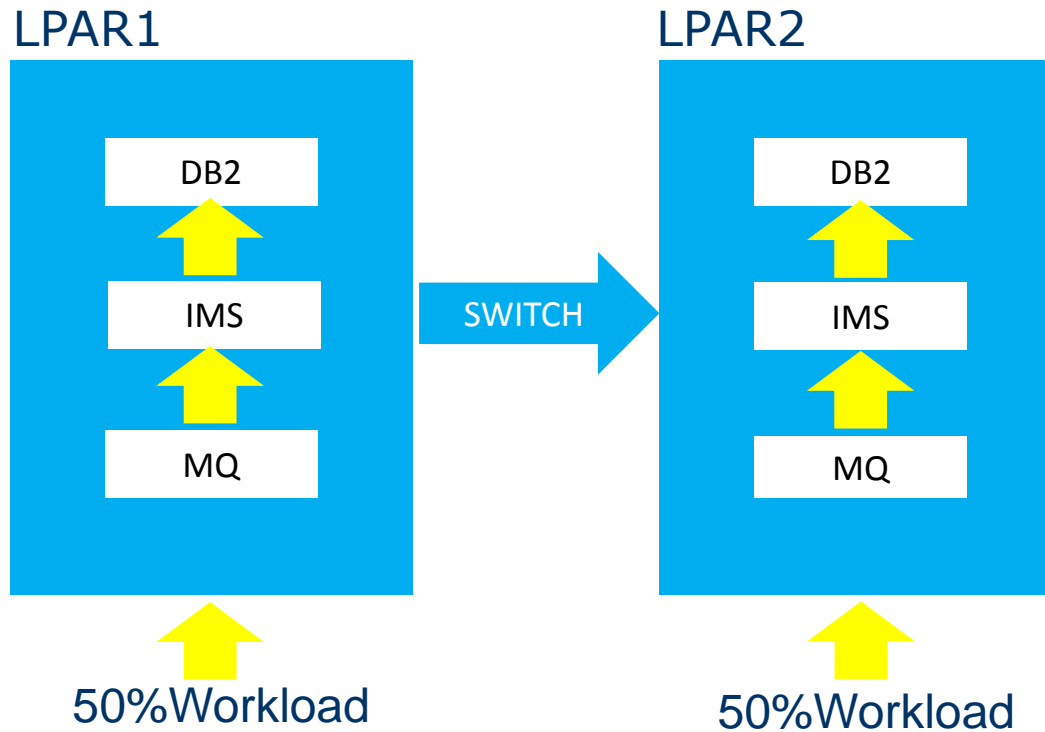 LPAR1
LPAR2
DB2
DB2
IMS
SWITCH
IMS
MQ
MQ
50%Workload
50%Workload